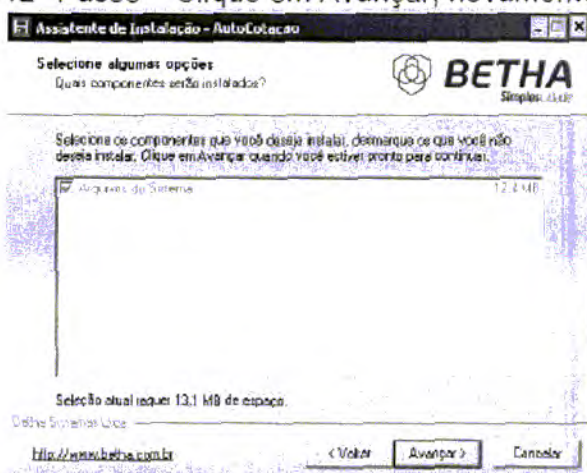 Passo - Clique em Avançar, novamente
Assistente de Instalação - AutoCotacao
Selecione algumas opções
Quais componentes serão instalados?
BETHA
Selecione os componentes que você deseja instalar, desmarque os que você não
deseja instalar. Clique em Avançar quando você estiver pronto para continuar.
Arquivos do Sistema 12,4 MB
Seleção atual requer 13,1 MB de espaço.
Betha Sistemas Ltda
http://www.betha.com.br < Voltar Avançar > Cancelar